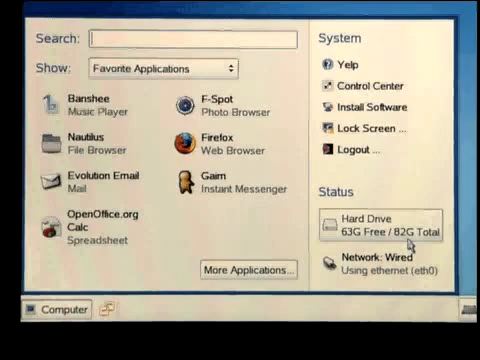 Search:
Show: Favorite Applications
Banshee
Music Player
F-Spot
Photo Browser
Nautilus
File Browser
Firefox
Web Browser
Evolution Email
Mail
Gaim
Instant Messenger
OpenOffice.org
Calc
Spreadsheet
More Applications...
System
Yelp
Control Center
Install Software
Lock Screen ...
Logout ...
Status
Hard Drive
63G Free / 82G Total
Network: Wired
Using ethernet (eth0)
Computer